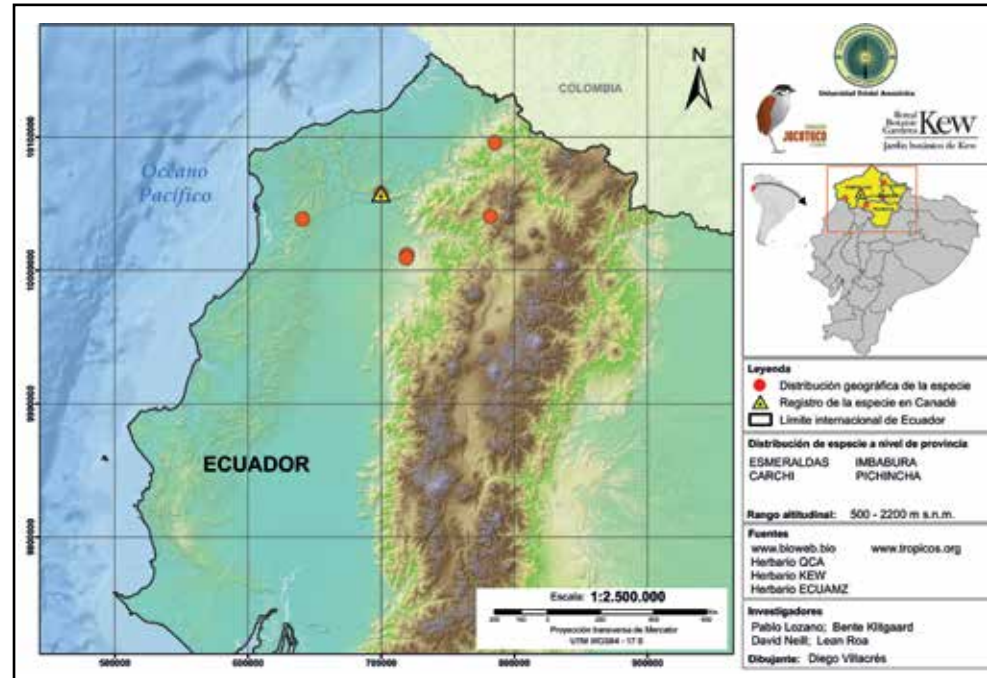 N
COLOMBIA
Océano
Pacífico
ECUADOR
Escala: 1:2.500.000
Proyección transversa de Mercator
UTM WGS84 - 17 S
500000 600000 700000 800000 900000
Universidad Estatal Amazónica
JOCOTOCO
Royal
Botanic
Gardens
Kew
Jardín botánico de Kew
Leyenda
Distribución geográfica de la especie
Registro de la especie en Canadé
Límite internacional de Ecuador
Distribución de especie a nivel de provincia
ESMERALDAS IMBABURA
CARCHI PICHINCHA
Rango altitudinal: 500 - 2200 m s.n.m.
Fuentes
www.bioweb.bio www.tropicos.org
Herbario QCA
Herbario KEW
Herbario ECUAMZ
Investigadores
Pablo Lozano; Bente Klitgaard
David Neill; Lean Roa
Dibujante: Diego Villacrés